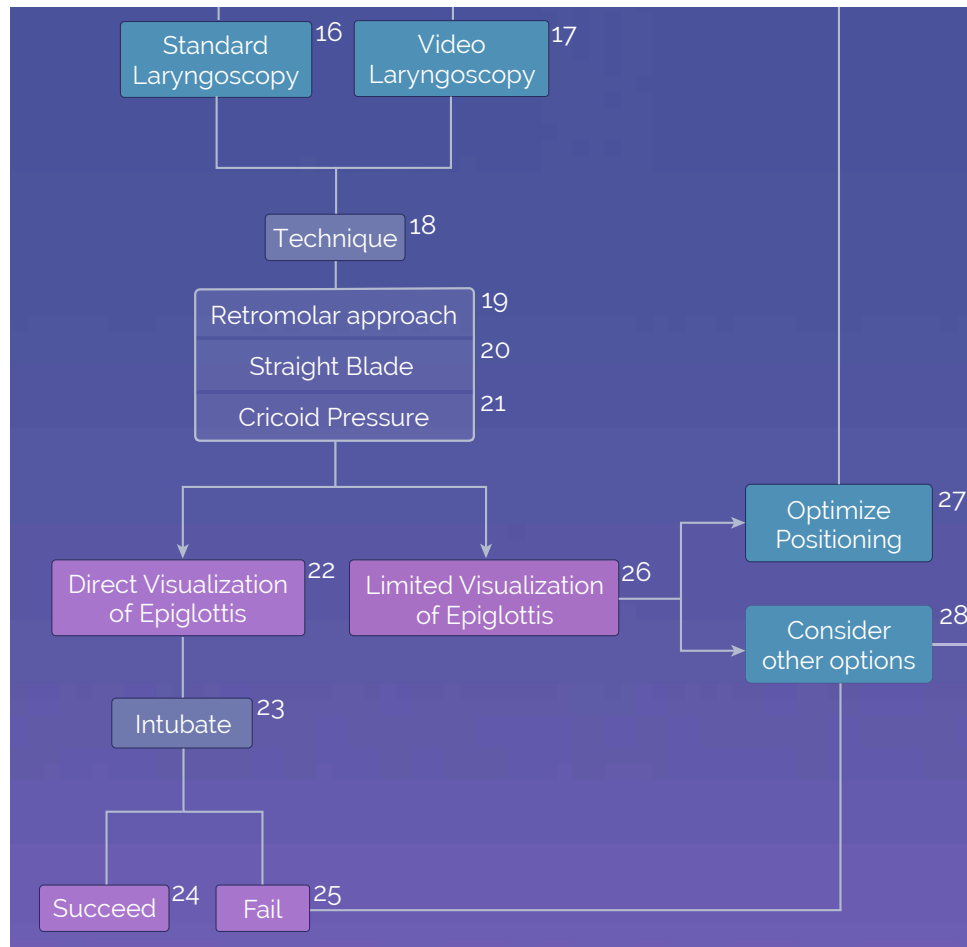 Standard
Laryngoscopy
16
Video
Laryngoscopy
17
Technique
18
Retromolar approach
19
Straight Blade
20
Cricoid Pressure
21
Direct Visualization
of Epiglottis
22
Limited Visualization
of Epiglottis
26
Optimize
Positioning
27
Consider
other options
28
Intubate
23
Succeed
24
Fail
25